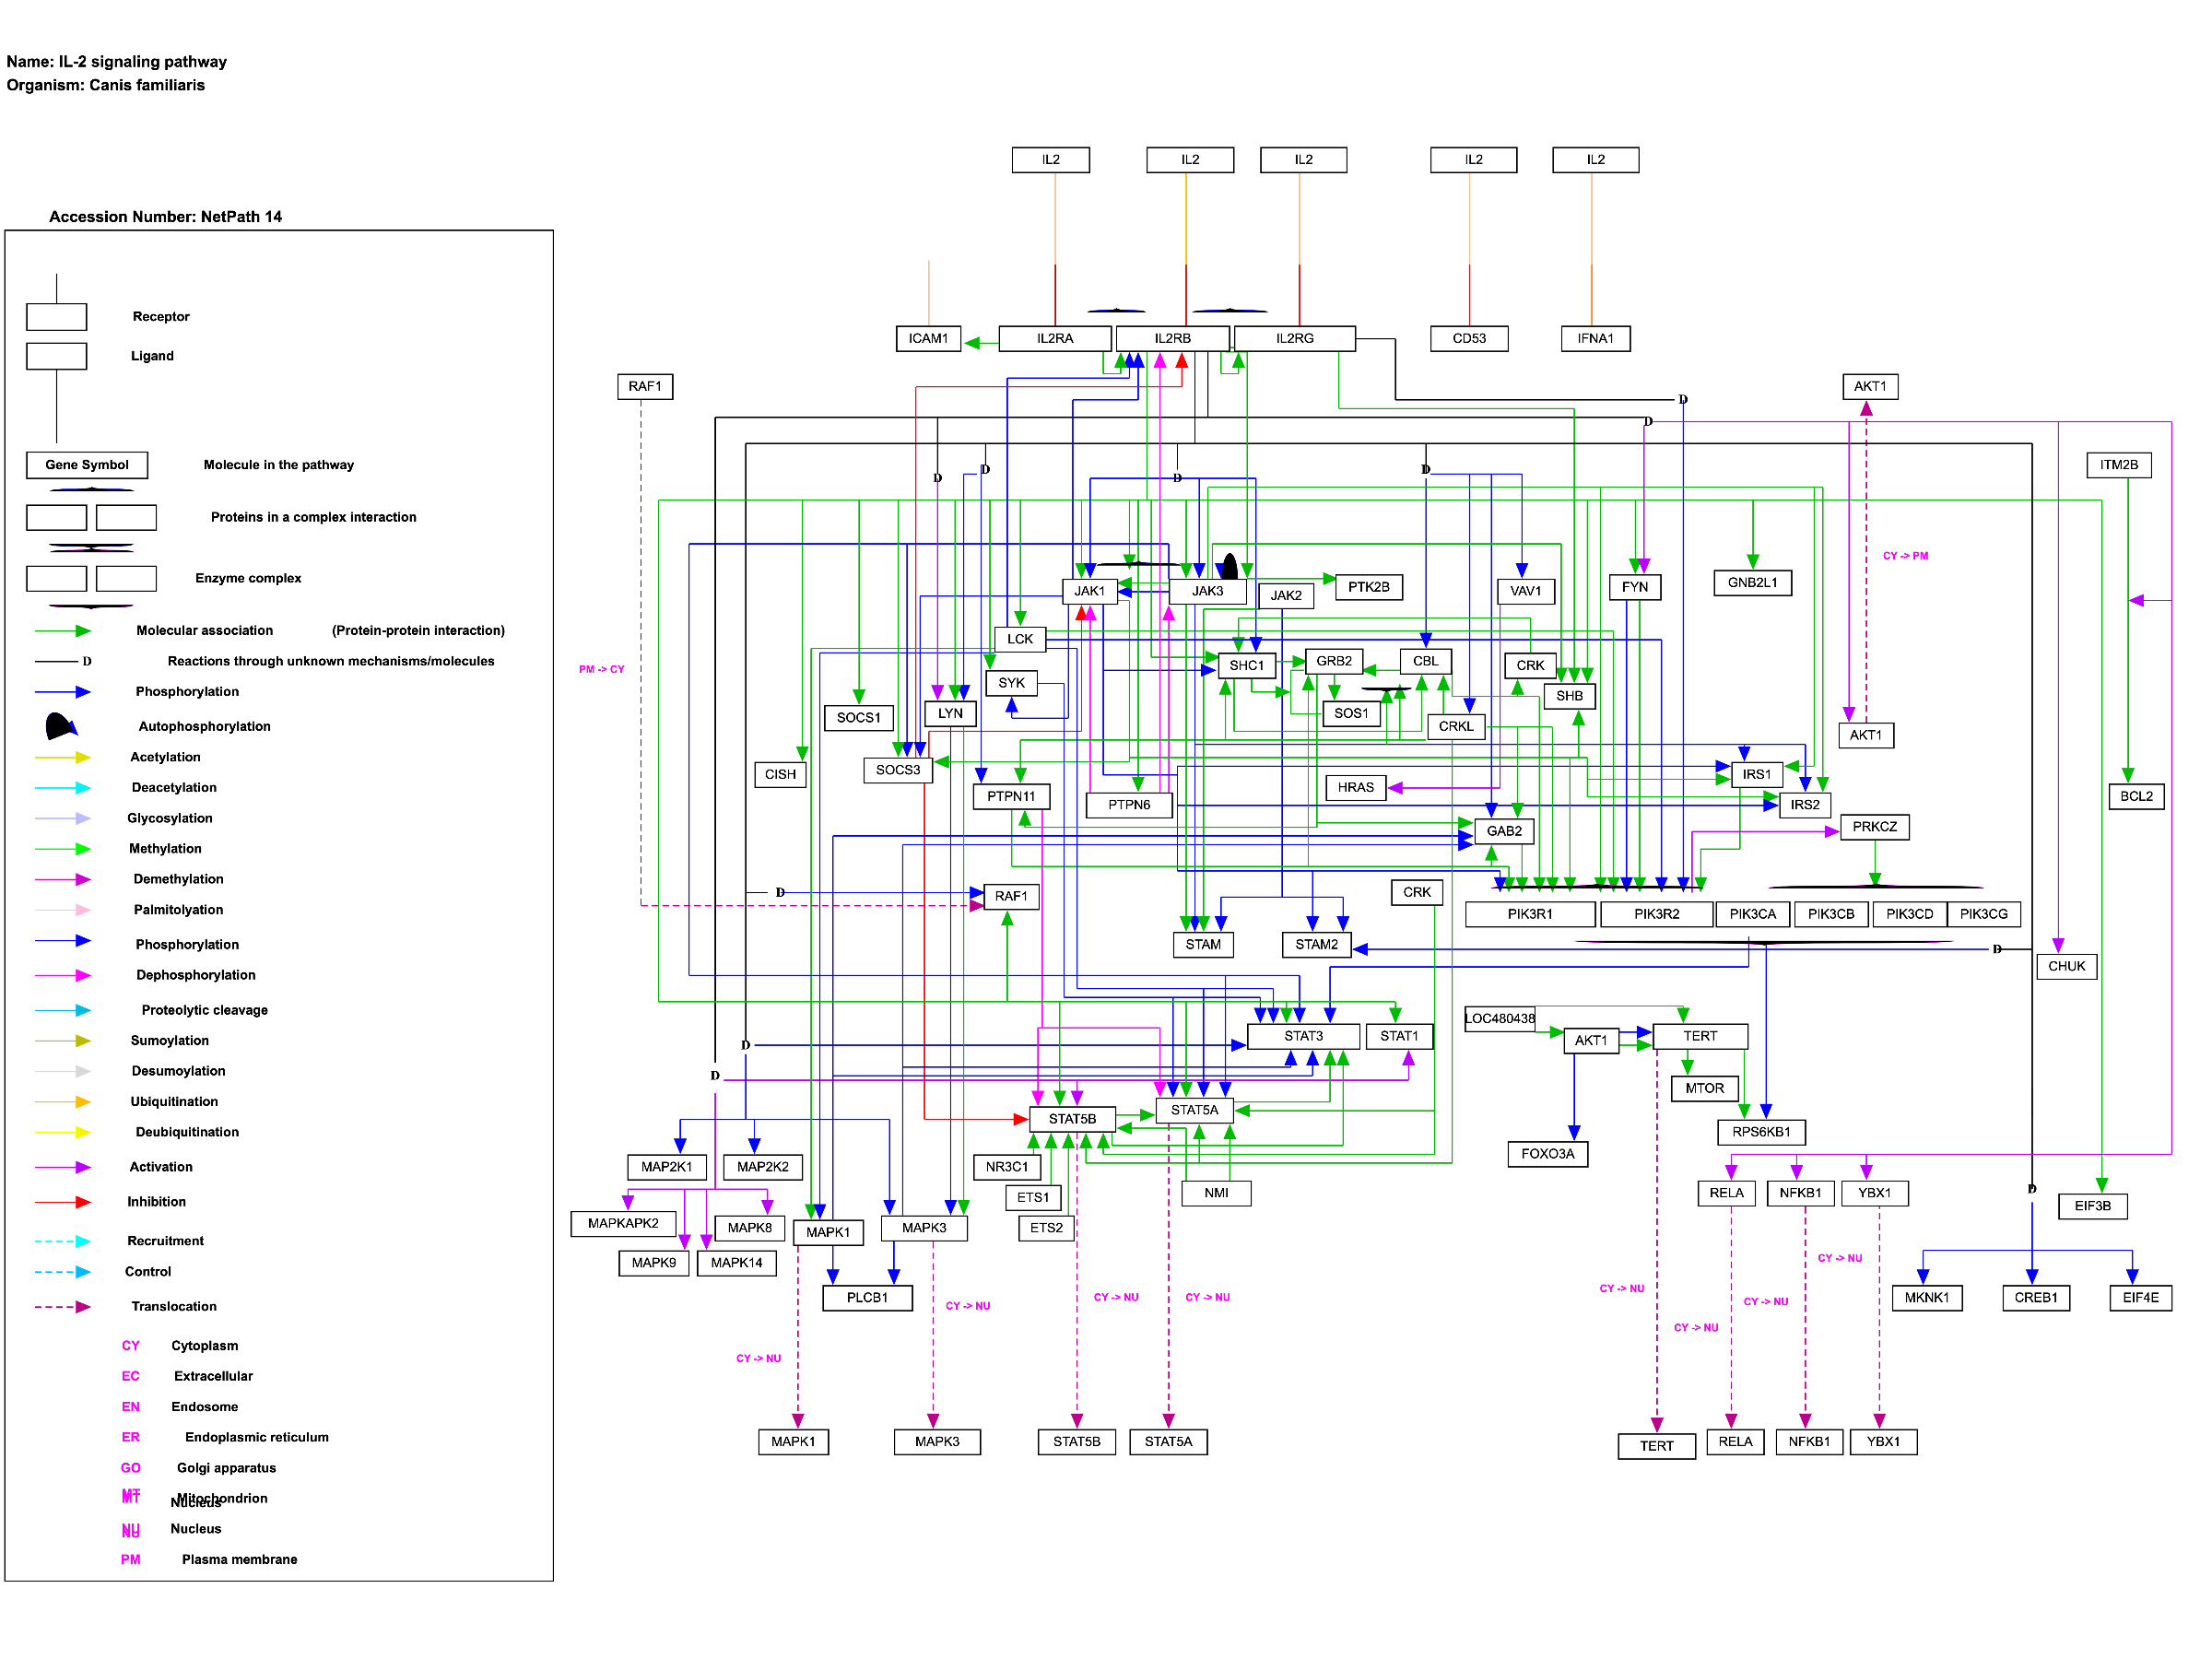 Name: IL-2 signaling pathway
Organism: Canis familiaris
Accession Number: NetPath 14
Receptor
Ligand
Gene Symbol Molecule in the pathway
Proteins in a complex interaction
Enzyme complex
Molecular association (Protein-protein interaction)
D Reactions through unknown mechanisms/molecules
Phosphorylation
Autophosphorylation
Acetylation
Deacetylation
Glycosylation
Methylation
Demethylation
Palmitolyation
Phosphorylation
Dephosphorylation
Proteolytic cleavage
Sumoylation
Desumoylation
Ubiquitination
Deubiquitination
Activation
Inhibition
Recruitment
Control
Translocation
CY Cytoplasm
EC Extracellular
EN Endosome
ER Endoplasmic reticulum
GO Golgi apparatus
MT
MT Mitochondrion
Nucleus
NU Nucleus
NU
PM Plasma membrane
IL2 IL2 IL2 IL2 IL2
ICAM1 IL2RA IL2RB IL2RG CD53 IFNA1
RAF1 AKT1
D
D
ITM2B
D D
D D
CY -> PM
JAK1 JAK3 JAK2 PTK2B VAV1 FYN GNB2L1
LCK
PM -> CY
SHC1 GRB2 CBL CRK
SYK SHB
SOCS1 LYN SOS1 CRKL
AKT1
CISH SOCS3 IRS1
PTPN11 PTPN6 HRAS IRS2 BCL2
GAB2 PRKCZ
D RAF1 CRK
PIK3R1 PIK3R2 PIK3CA PIK3CB PIK3CD PIK3CG
STAM STAM2 D
CHUK
LOC480438
D STAT3 STAT1 AKT1 TERT
D
MTOR
STAT5B STAT5A
RPS6KB1
MAP2K1 MAP2K2 NR3C1 FOXO3A
ETS1 NMI RELA NFKB1 YBX1 D
EIF3B
MAPKAPK2 MAPK8 MAPK1 MAPK3 ETS2
MAPK9 MAPK14
CY -> NU
PLCB1 MKNK1 CREB1 EIF4E
CY -> NU CY -> NU CY -> NU CY -> NU CY -> NU
CY -> NU
CY -> NU
MAPK1 MAPK3 STAT5B STAT5A TERT RELA NFKB1 YBX1